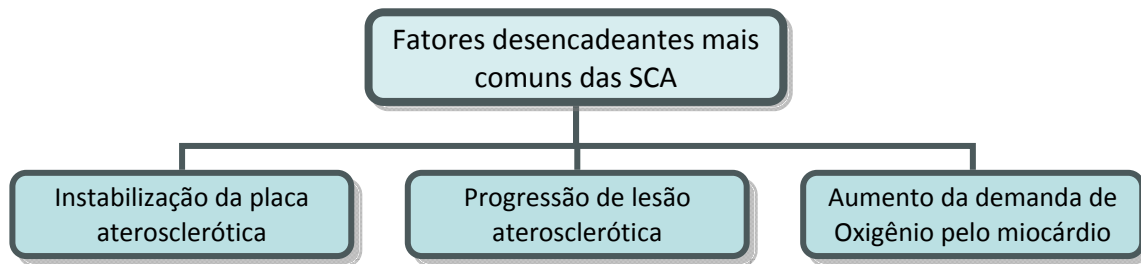 Fatores desencadeantes mais
comuns das SCA
Instabilização da placa
aterosclerótica
Progressão de lesão
aterosclerótica
Aumento da demanda de
Oxigênio pelo miocárdio